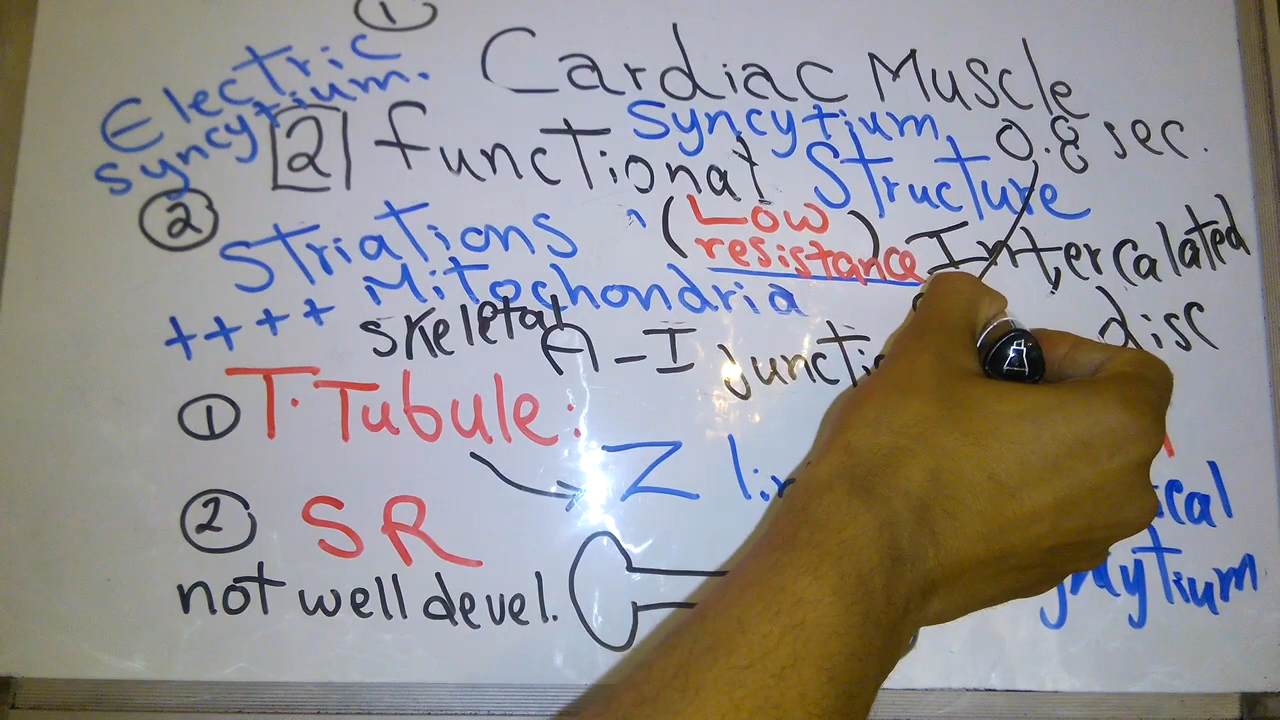 ①
Electric
syncytium.
Cardiac Muscle
2 functional Syncytium,
0.8 sec.
Structure
②
Striations
(Low
resistance)
Intercalated
disc
++++ Mitochondria
skeletal A-I
① T. Tubule:
Z
② SR
not well devel.